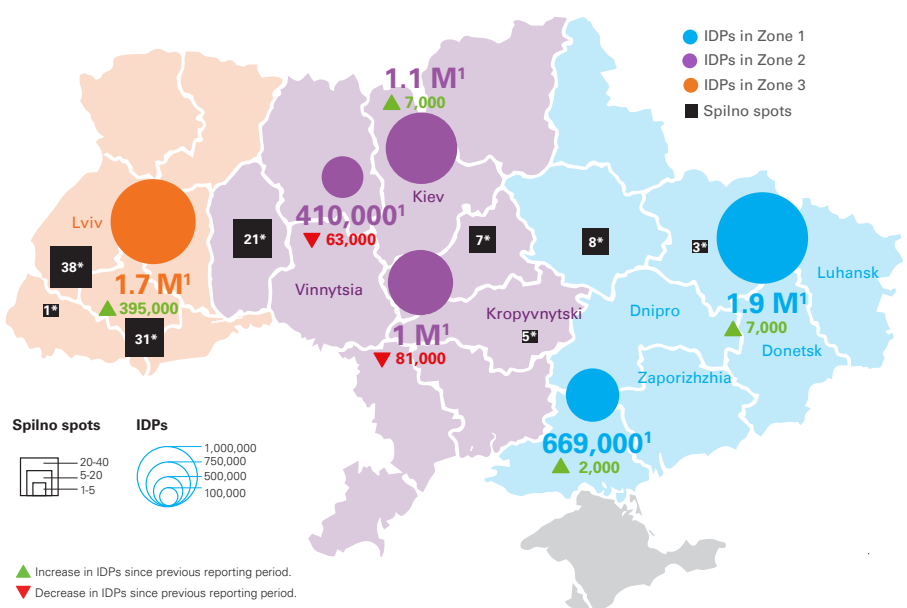 IDPs in Zone 1
IDPs in Zone 2
IDPs in Zone 3
Spilno spots
1.1 M¹
7,000
Kiev
410,000¹
63,000
Lviv
21*
7*
8*
3*
38*
1.7 M¹
395,000
1*
31*
Vinnytsia
1 M¹
81,000
Kropyvnytski
5*
Dnipro
Luhansk
1.9 M¹
7,000
Donetsk
Zaporizhzhia
669,000¹
2,000
Spilno spots
20-40
5-20
1-5
IDPs
1,000,000
750,000
500,000
100,000
Increase in IDPs since previous reporting period.
Decrease in IDPs since previous reporting period.